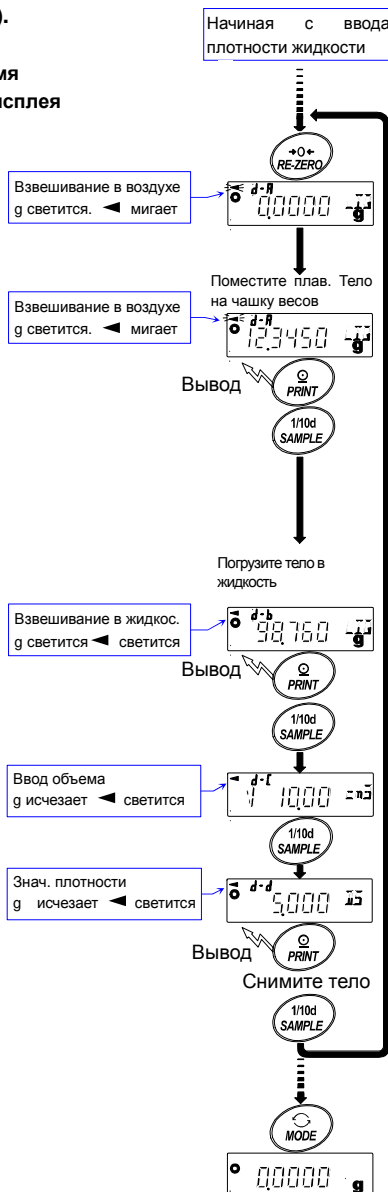 ).
Начиная с ввода
плотности жидкости
мя
исплея
→0←
RE-ZERO
Взвешивание в воздухе
g светится. ◄ мигает
d-A
0.0000 g
Поместите плав. Тело
на чашку весов
Взвешивание в воздухе
g светится. ◄ мигает
d-A
12.3450 g
Вывод
PRINT
1/10d
SAMPLE
Погрузите тело в
жидкость
Взвешивание в жидкос.
g светится ◄ светится
d-b
98.760 g
Вывод
PRINT
1/10d
SAMPLE
Ввод объема
g исчезает ◄ светится
d-C
10.00
1/10d
SAMPLE
Знач. плотности
g исчезает ◄ светится
d-d
5.000
Вывод
PRINT
Снимите тело
1/10d
SAMPLE
MODE
0.0000 g